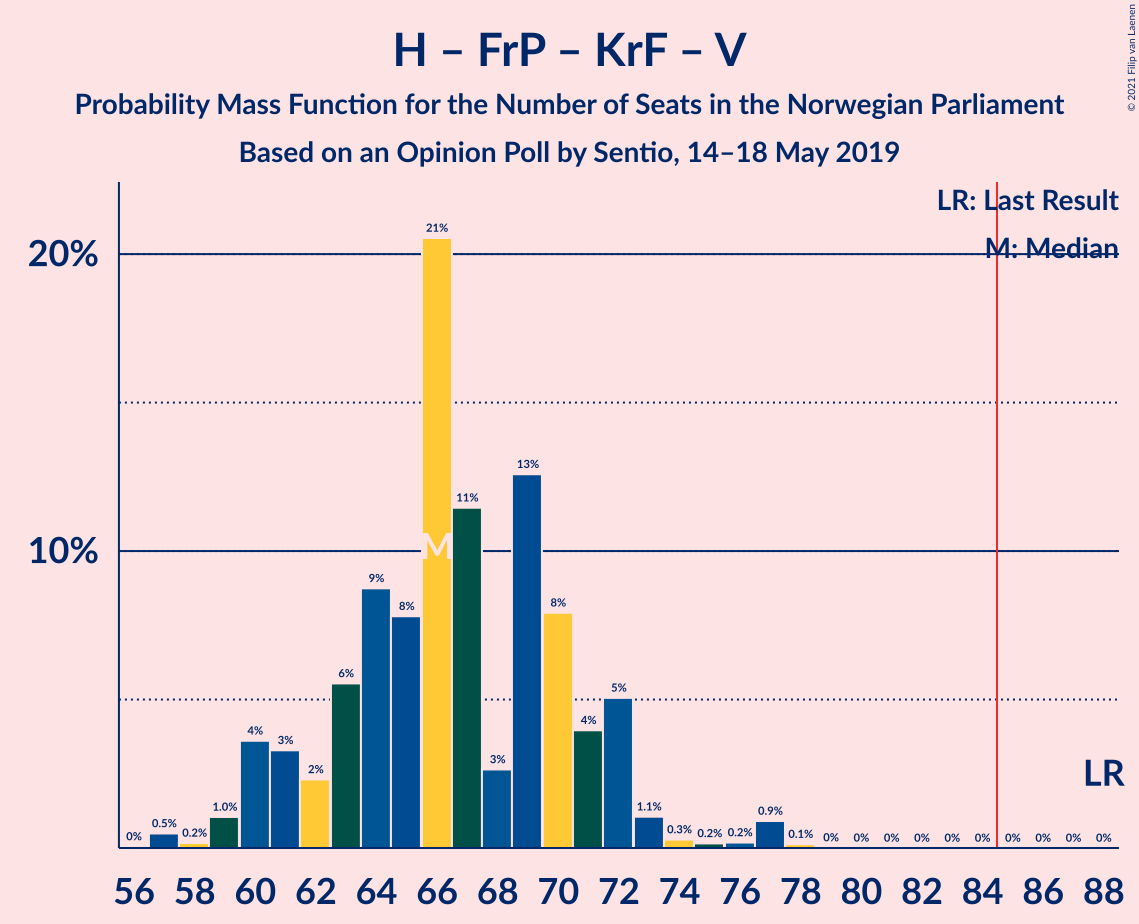 H – FrP – KrF – V
Probability Mass Function for the Number of Seats in the Norwegian Parliament
Based on an Opinion Poll by Sentio, 14–18 May 2019
© 2021 Filip van Laenen
LR: Last Result
M: Median
20%
10%
0% 0.5% 0.2% 1.0% 4% 3% 2% 6% 9% 8% 21% 11% 3% 13% 8% 4% 5% 1.1% 0.3% 0.2% 0.2% 0.9% 0.1% 0% 0% 0% 0% 0% 0% 0% 0% 0% 0%
M
LR
56 58 60 62 64 66 68 70 72 74 76 78 80 82 84 86 88